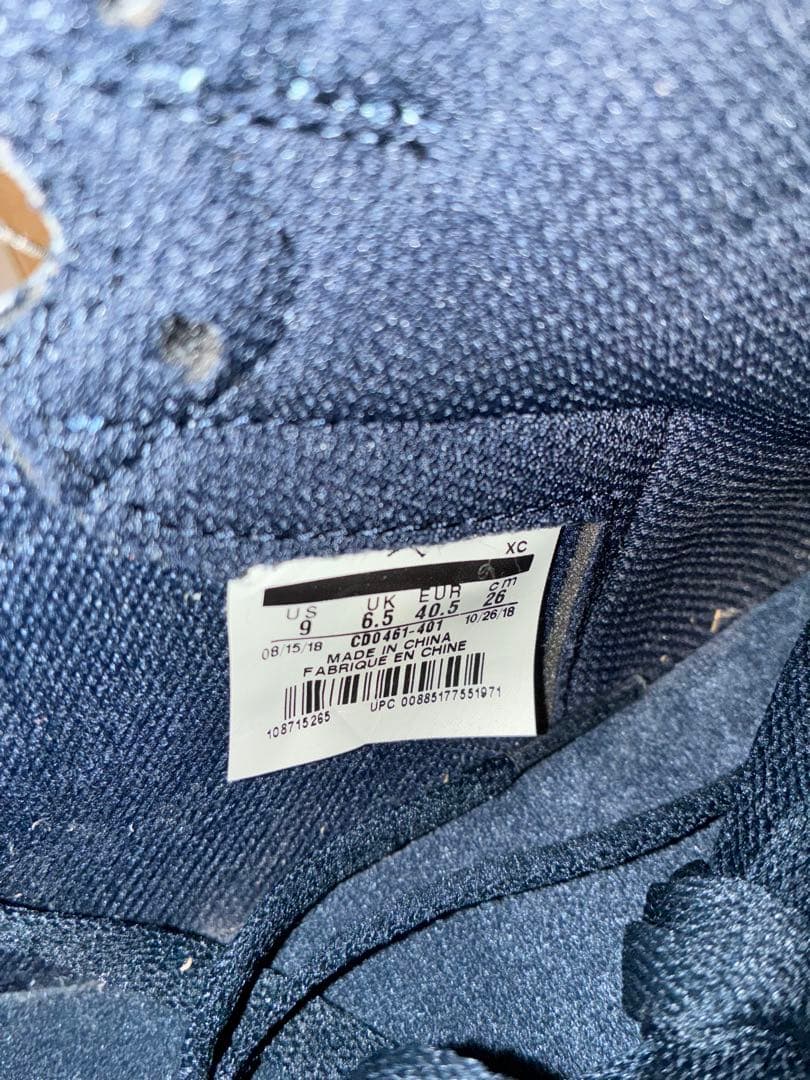 XC
US UK EUR cm
9 6.5 40.5 26
08/15/18 CD0461-401 10/26/18
MADE IN CHINA
FABRIQUE EN CHINE
108715265 UPC 00885177551971